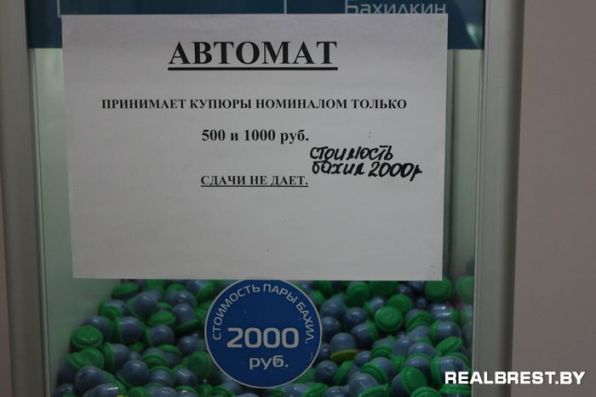 Бахилкин
АВТОМАТ
ПРИНИМАЕТ КУПЮРЫ НОМИНАЛОМ ТОЛЬКО
500 и 1000 руб.
стоимость
бахил 2000р
СДАЧИ НЕ ДАЕТ.
СТОИМОСТЬ ПАРЫ БАХИЛ
2000
руб.
REALBREST.BY